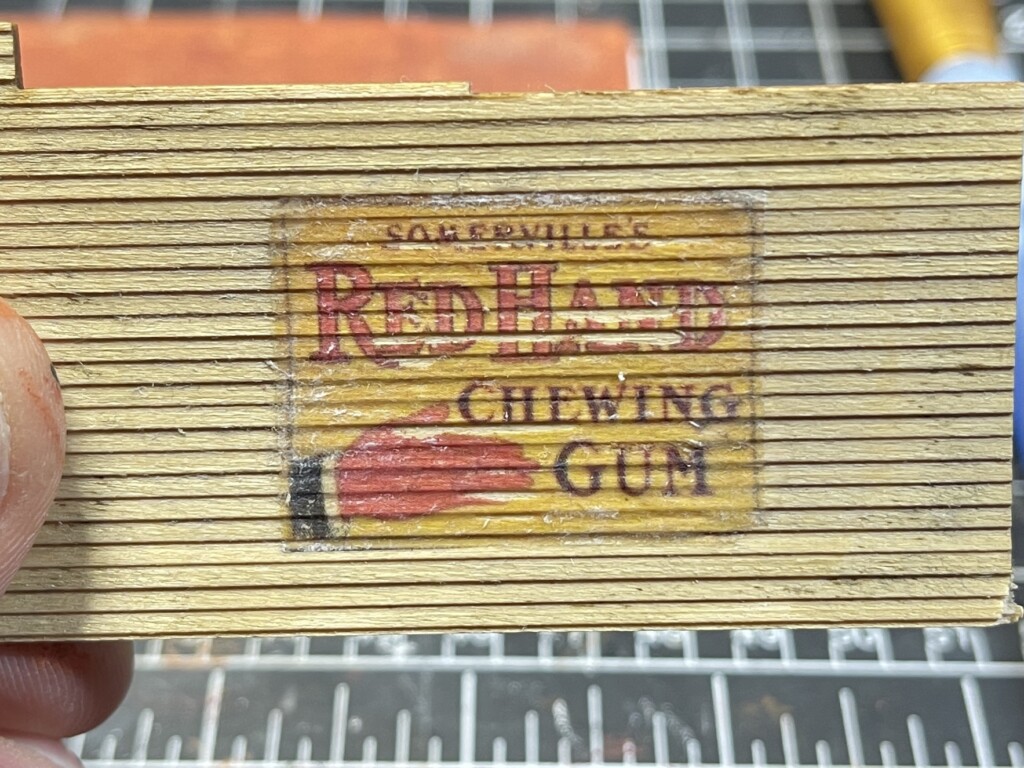 SOMERVILLE'S
RED HAND
CHEWING
GUM